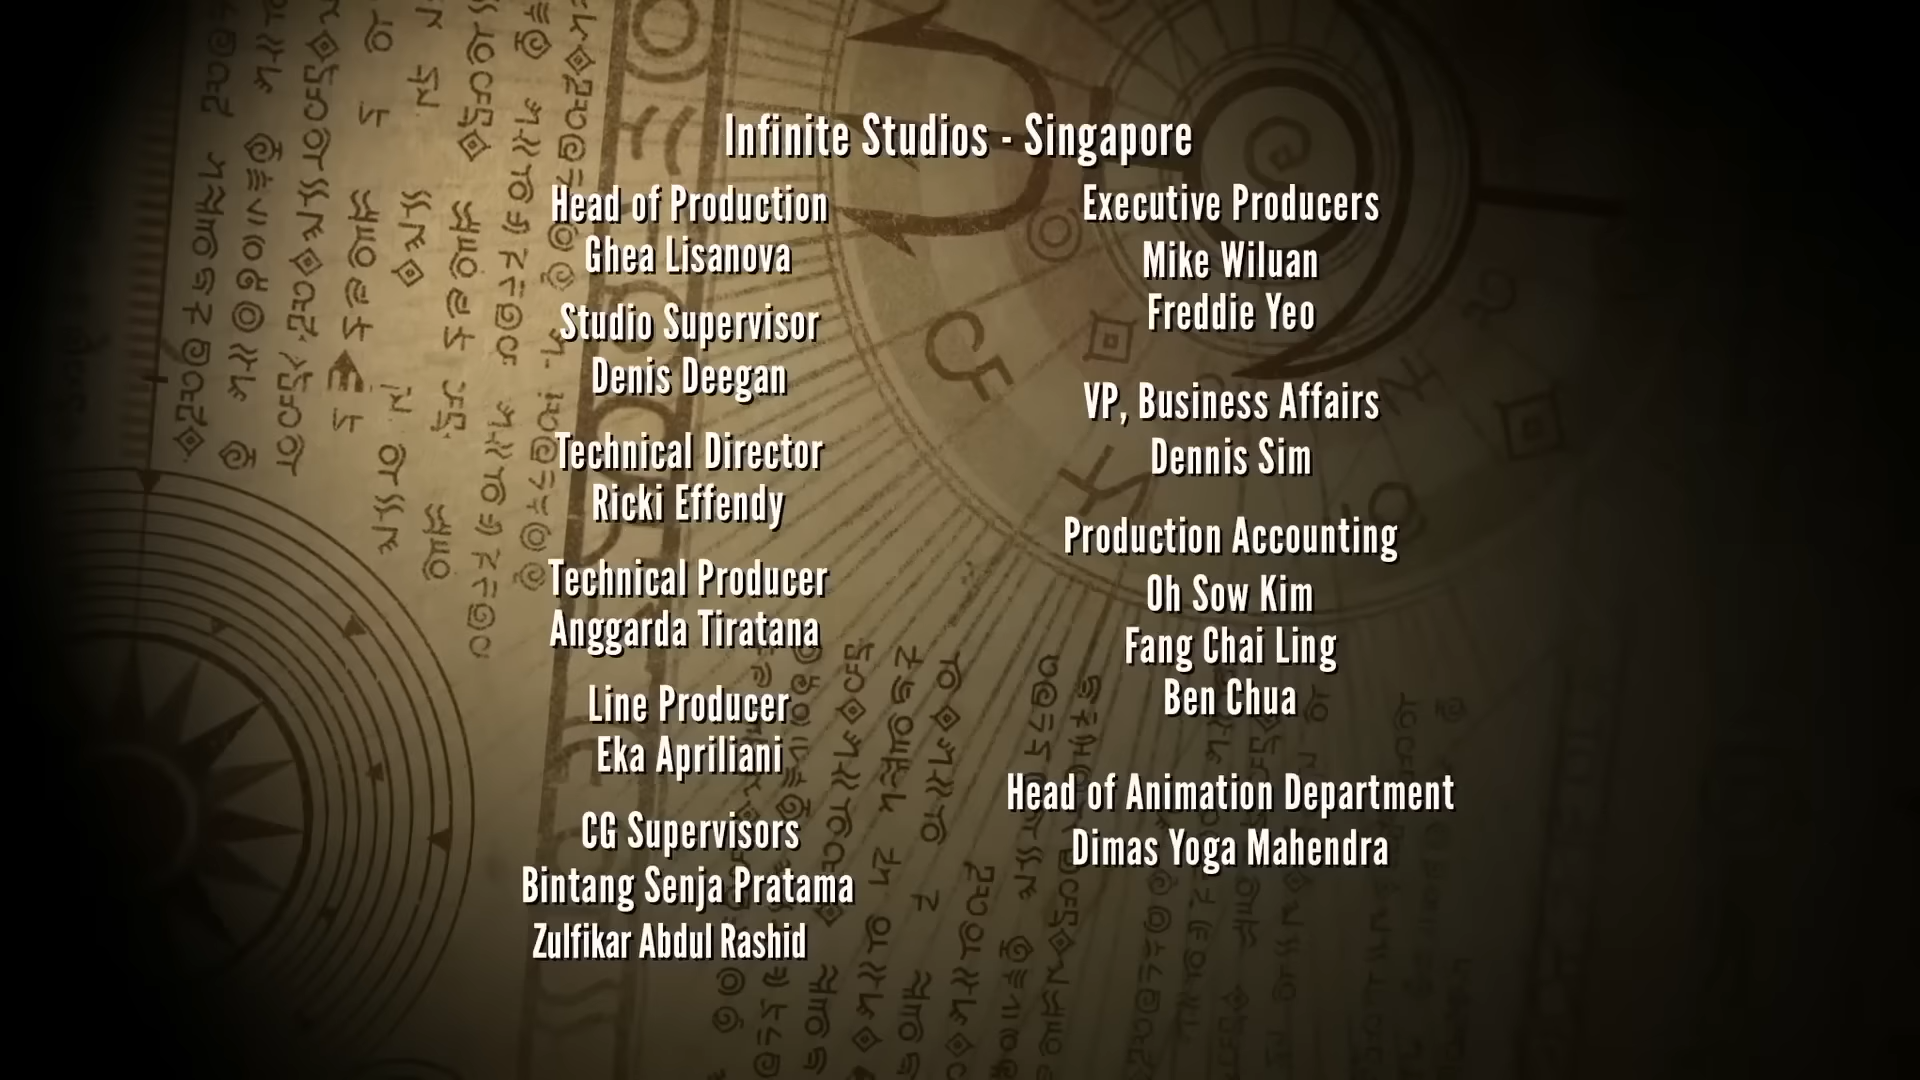 Infinite Studios - Singapore
Head of Production
Ghea Lisanova
Studio Supervisor
Denis Deegan
Technical Director
Ricki Effendy
Technical Producer
Anggarda Tiratana
Line Producer
Eka Apriliani
CG Supervisors
Bintang Senja Pratama
Zulfikar Abdul Rashid
Executive Producers
Mike Wiluan
Freddie Yeo
VP, Business Affairs
Dennis Sim
Production Accounting
Oh Sow Kim
Fang Chai Ling
Ben Chua
Head of Animation Department
Dimas Yoga Mahendra